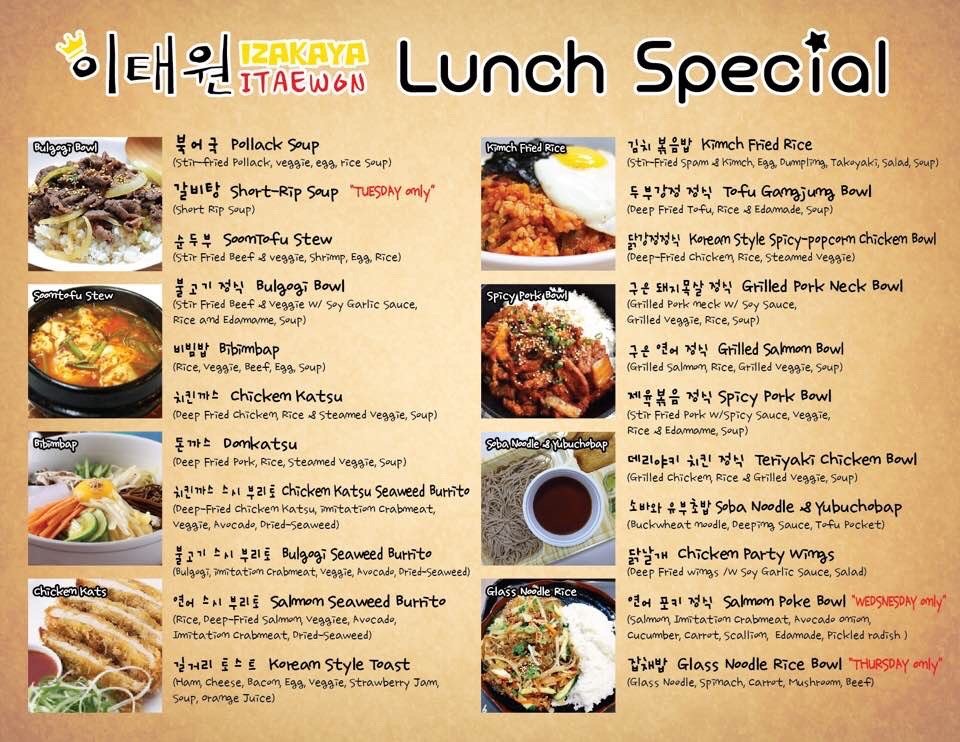 이태원 IZAKAYA
ITAEWON
Lunch Special
Bulgogi Bowl
북어국 Pollack Soup
(Stir-fried Pollack, veggie, egg, rice Soup)
갈비탕 Short-Rip Soup "TUESDAY only"
(Short Rip Soup)
순두부 SoonTofu Stew
(Stir Fried Beef & veggie, Shrimp, Egg, Rice)
Soontofu Stew
불고기 정식 Bulgogi Bowl
(Stir Fried Beef & Veggie W/ Soy Garlic Sauce,
Rice and Edamame, Soup)
비빔밥 Bibimbap
(Rice, Veggie, Beef, Egg, Soup)
치킨까스 Chicken Katsu
(Deep Fried Chicken, Rice & Steamed Veggie, Soup)
Bibimbap
돈까스 Donkatsu
(Deep Fried Pork, Rice, Steamed Veggie, Soup)
치킨까스 스시 부리토 Chicken Katsu Seaweed Burrito
(Deep-Fried Chicken Katsu, imitation Crabmeat,
Veggie, Avocado, Dried-Seaweed)
불고기 스시 부리토 Bulgogi Seaweed Burrito
(Bulgogi, imitation Crabmeat, Veggie, Avocado, Dried-Seaweed)
Chicken Kats
연어 스시 부리토 Salmon Seaweed Burrito
(Rice, Deep-Fried Salmon, Veggiee, Avocado,
Imitation Crabmeat, Dried-Seaweed)
길거리 토스트 Korean Style Toast
(Ham, Cheese, Bacon, Egg, Veggie, Strawberry Jam,
Soup, Orange Juice)
Kimch Fried Rice
김치 볶음밥 Kimch Fried Rice
(Stir-Fried Spam & Kimch, Egg, Dumpling, Takoyaki, Salad, Soup)
두부강정 정식 Tofu Gangjung Bowl
(Deep Fried Tofu, Rice & Edamade, Soup)
닭강정정식 Korean Style Spicy-popcorn Chicken Bowl
(Deep-Fried Chicken, Rice, Steamed Veggie)
Spicy Pork Bowl
구은 돼지목살 정식 Grilled Pork Neck Bowl
(Grilled Pork neck W/ Soy Sauce,
Grilled Veggie, Rice, Soup)
구은 연어 정식 Grilled Salmon Bowl
(Grilled Salmon, Rice, Grilled Veggie, Soup)
제육볶음 정식 Spicy Pork Bowl
(Stir Fried Pork W/Spicy Sauce, Veggie,
Rice & Edamame, Soup)
Soba Noodle & Yubuchobap
데리야키 치킨 정식 Teriyaki Chicken Bowl
(Grilled Chicken, Rice & Grilled Veggie, Soup)
소바와 유부초밥 Soba Noodle & Yubuchobap
(Buckwheat noodle, Deeping Sauce, Tofu Pocket)
닭날개 Chicken Party Wings
(Deep Fried wings /W Soy Garlic Sauce, Salad)
Glass Noodle Rice
연어 포키 정식 Salmon Poke Bowl "WEDSNESDAY only"
(Salmon, Imitation Crabmeat, Avocado onion,
Cucumber, Carrot, Scallion, Edamade, Pickled radish )
잡채밥 Glass Noodle Rice Bowl "THURSDAY only"
(Glass Noodle, Spinach, Carrot, Mushroom, Beef)